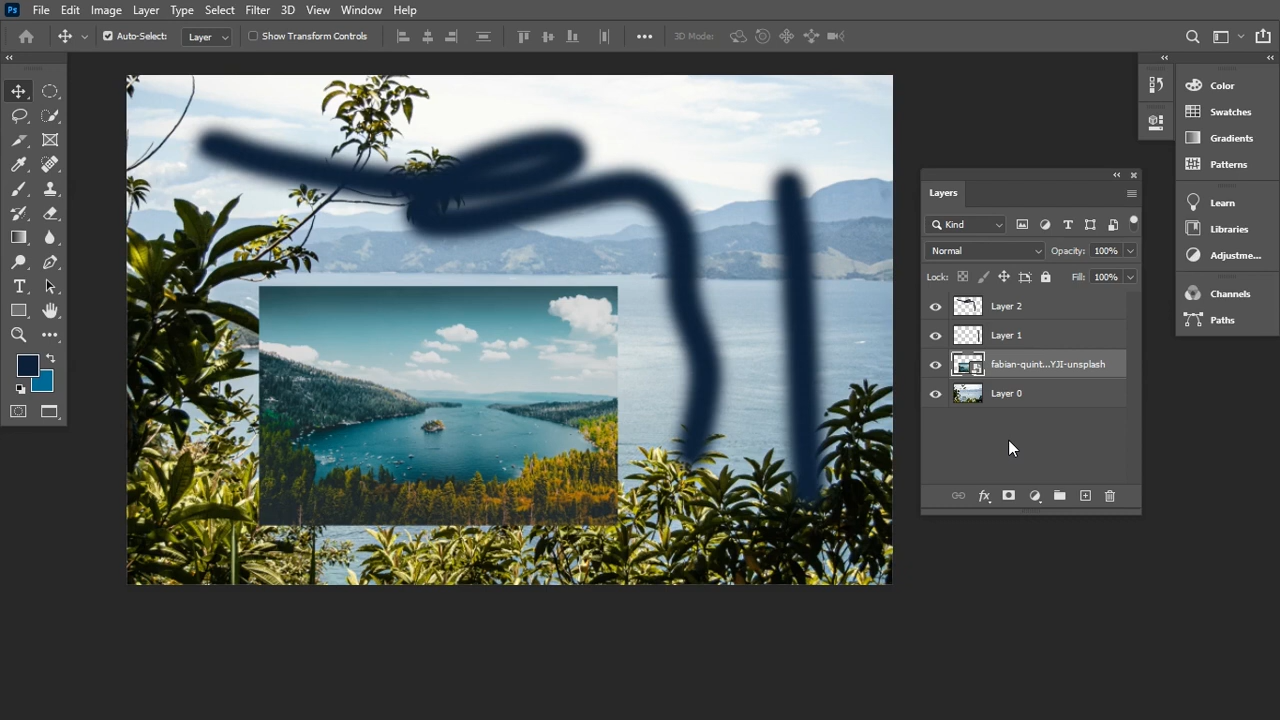 Ps File Edit Image Layer Type Select Filter 3D View Window Help
Auto-Select: Layer Show Transform Controls 3D Mode:
Color
Swatches
Gradients
Patterns
Learn
Libraries
Adjustme...
Channels
Paths
Layers
Kind
Normal Opacity: 100%
Lock: Fill: 100%
Layer 2
Layer 1
fabian-quint...YJI-unsplash
Layer 0
fx